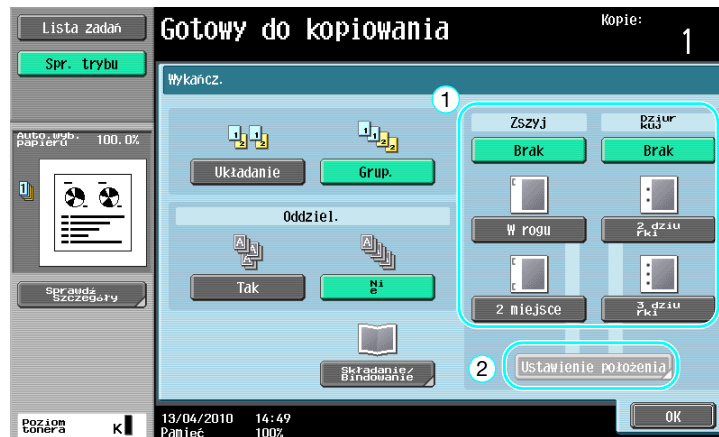 Lista zadań
Spr. trybu
Gotowy do kopiowania
Kopie:
1
Wykańcz.
1
Auto.wyb.
papieru
100.0%
Układanie
Grup.
Oddziel.
Tak
Ni
e
Składanie/
Bindowanie
Zszyj
Dziur
kuj
Brak
Brak
W rogu
2 dziu
rki
2 miejsce
3 dziu
rki
2
Ustawienie położenia
Sprawdź
Szczegóły
Poziom
tonera
K
13/04/2010 14:49
Pamięć 100%
OK